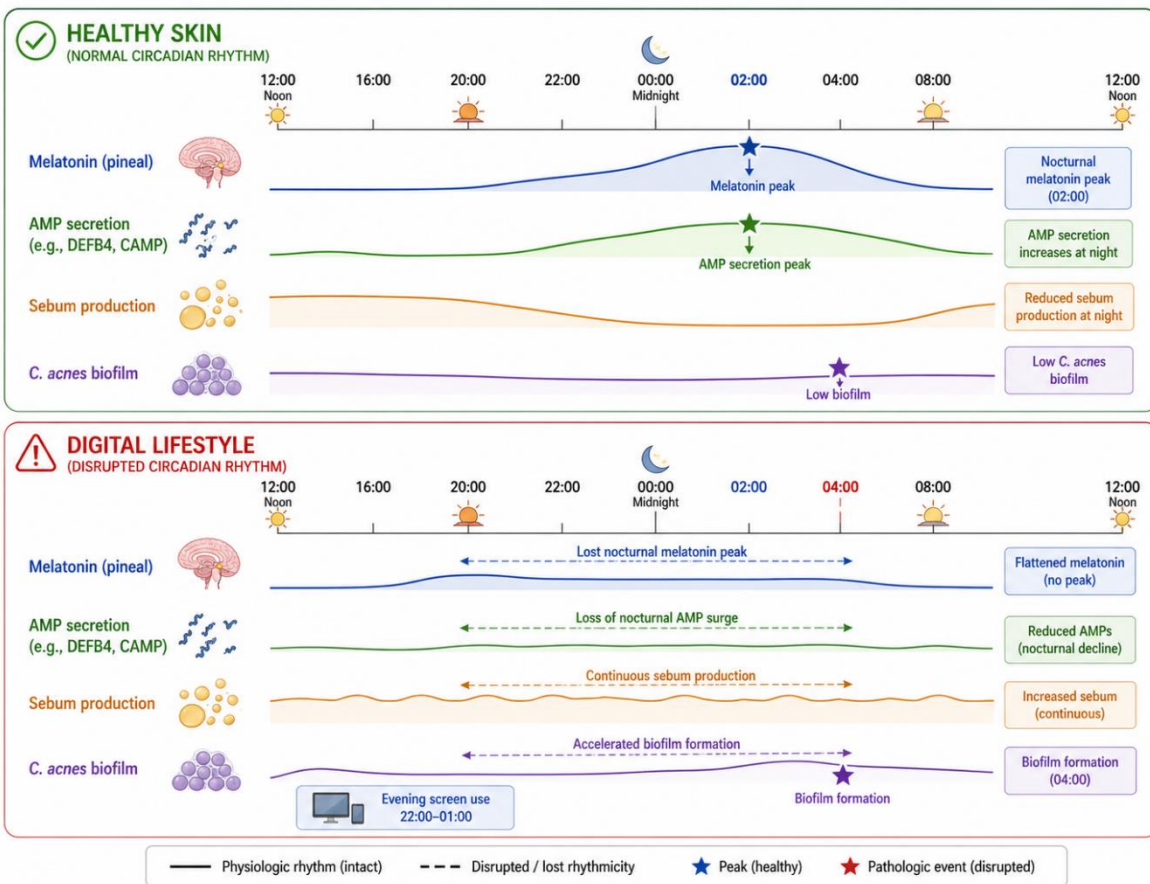 HEALTHY SKIN
(NORMAL CIRCADIAN RHYTHM)
12:00 16:00 20:00 22:00 00:00 02:00 04:00 08:00 12:00
Noon Midnight Noon
Melatonin (pineal)
Melatonin peak
Nocturnal
melatonin peak
(02:00)
AMP secretion
(e.g., DEFB4, CAMP)
AMP secretion peak
AMP secretion
increases at night
Sebum production
Reduced sebum
production at night
C. acnes biofilm
Low biofilm
Low C. acnes
biofilm
DIGITAL LIFESTYLE
(DISRUPTED CIRCADIAN RHYTHM)
12:00 16:00 20:00 22:00 00:00 02:00 04:00 08:00 12:00
Noon Midnight Noon
Melatonin (pineal)
Lost nocturnal melatonin peak
Flattened melatonin
(no peak)
AMP secretion
(e.g., DEFB4, CAMP)
Loss of nocturnal AMP surge
Reduced AMPs
(nocturnal decline)
Sebum production
Continuous sebum production
Increased sebum
(continuous)
C. acnes biofilm
Accelerated biofilm formation
Biofilm formation
Biofilm formation
(04:00)
Evening screen use
22:00–01:00
Physiologic rhythm (intact) Disrupted / lost rhythmicity Peak (healthy) Pathologic event (disrupted)